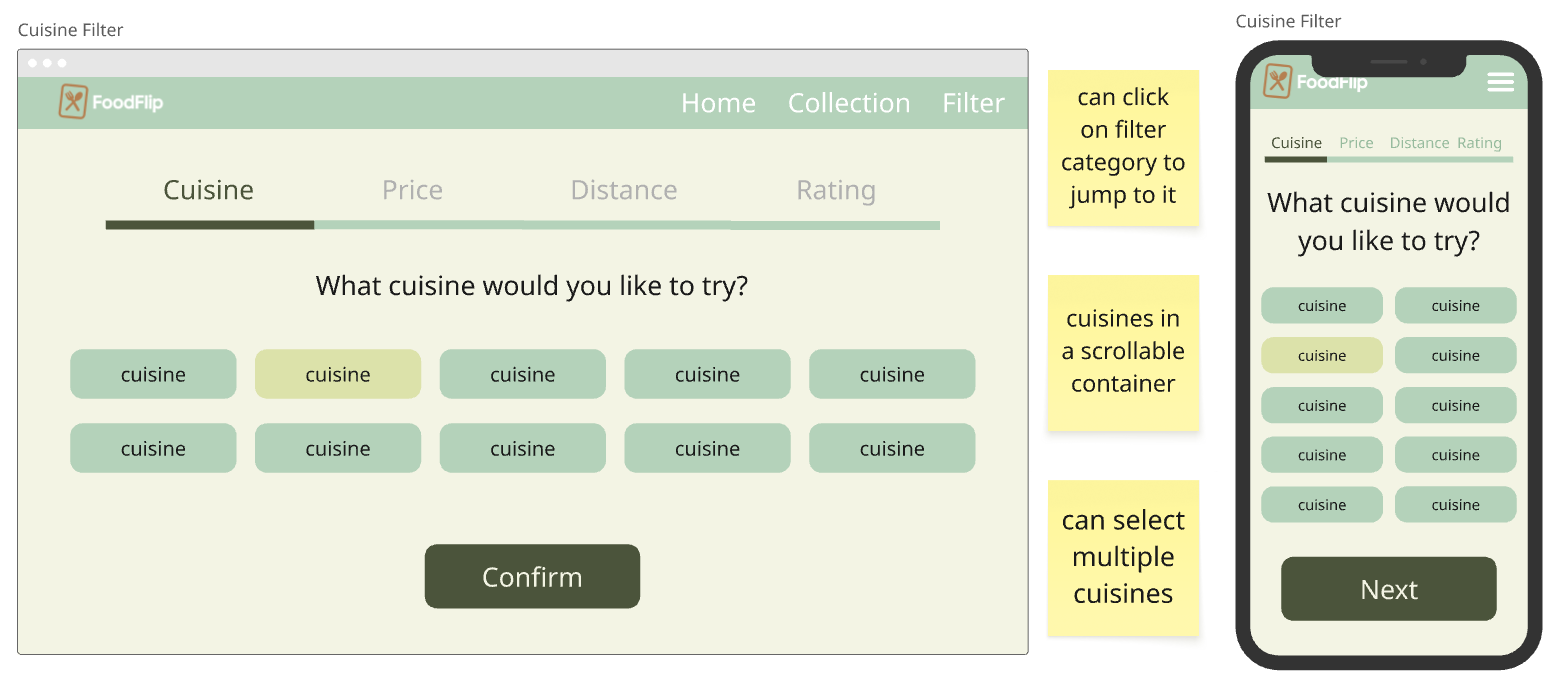 Cuisine Filter
FoodFlip
Home Collection Filter
Cuisine Price Distance Rating
What cuisine would you like to try?
cuisine cuisine cuisine cuisine cuisine
cuisine cuisine cuisine cuisine cuisine
Confirm
can click
on filter
category to
jump to it
cuisines in
a scrollable
container
can select
multiple
cuisines
Cuisine Filter
FoodFlip
Cuisine Price Distance Rating
What cuisine would
you like to try?
cuisine cuisine
cuisine cuisine
cuisine cuisine
cuisine cuisine
cuisine cuisine
Next